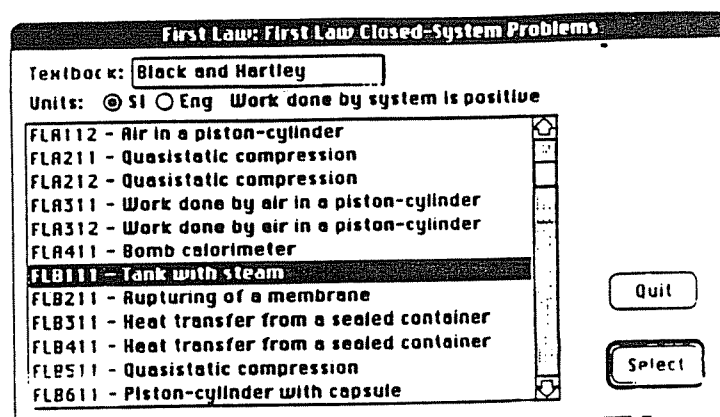 First Law: First Law Closed-System Problems
Textbook: Black and Hartley
Units: SI Eng Work done by system is positive
FLA112 - Air in a piston-cylinder
FLA211 - Quasistatic compression
FLA212 - Quasistatic compression
FLA311 - Work done by air in a piston-cylinder
FLA312 - Work done by air in a piston-cylinder
FLA411 - Bomb calorimeter
FLB111 - Tank with steam
FLB211 - Rupturing of a membrane
FLB311 - Heat transfer from a sealed container
FLB411 - Heat transfer from a sealed container
FLB511 - Quasistatic compression
FLB611 - Piston-cylinder with capsule
Quit
Select